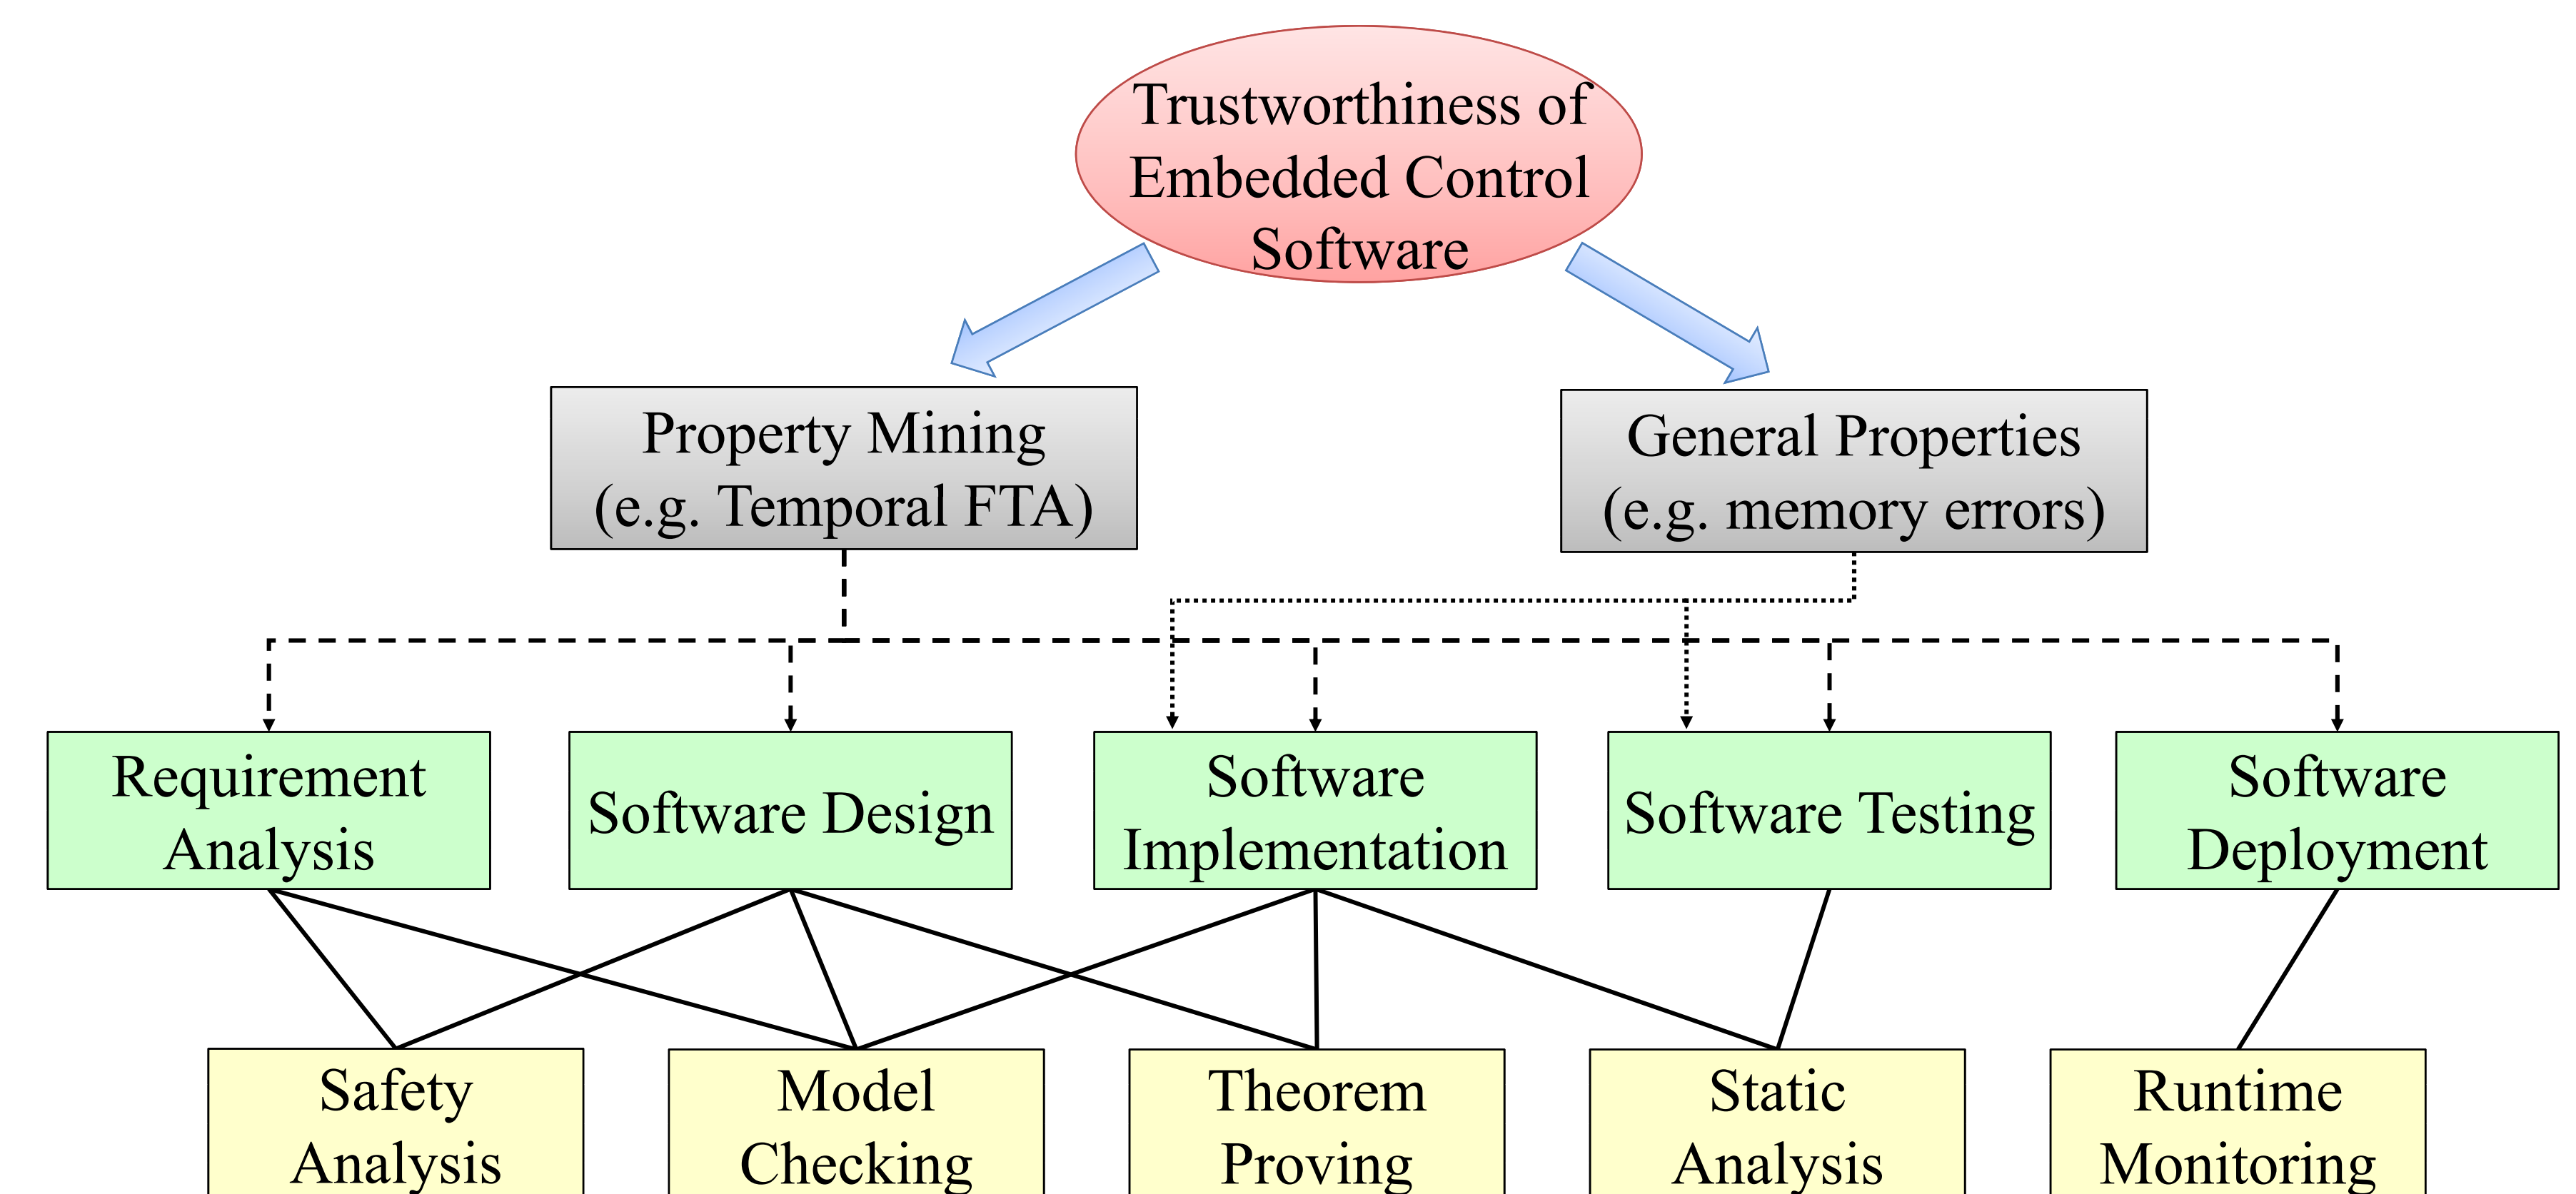 Trustworthiness of
Embedded Control
Software
Property Mining
(e.g. Temporal FTA)
General Properties
(e.g. memory errors)
Requirement
Analysis
Software Design
Software
Implementation
Software Testing
Software
Deployment
Safety
Analysis
Model
Checking
Theorem
Proving
Static
Analysis
Runtime
Monitoring